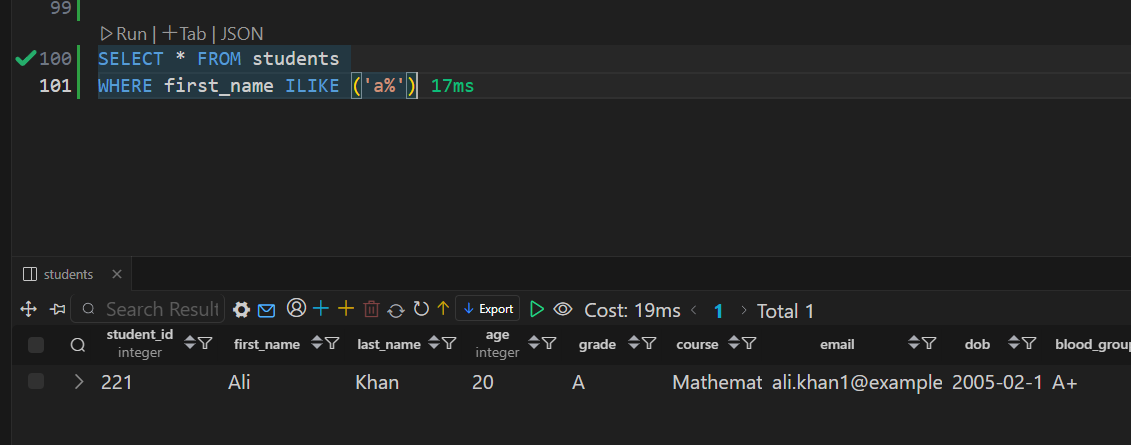 99
Run | Tab | JSON
100 SELECT * FROM students
101 WHERE first_name ILIKE ('a%') 17ms
students
Search Result Export Cost: 19ms 1 Total 1
student_id integer first_name last_name age integer grade course email dob blood_group
221 Ali Khan 20 A Mathemat ali.khan1@example 2005-02-1 A+